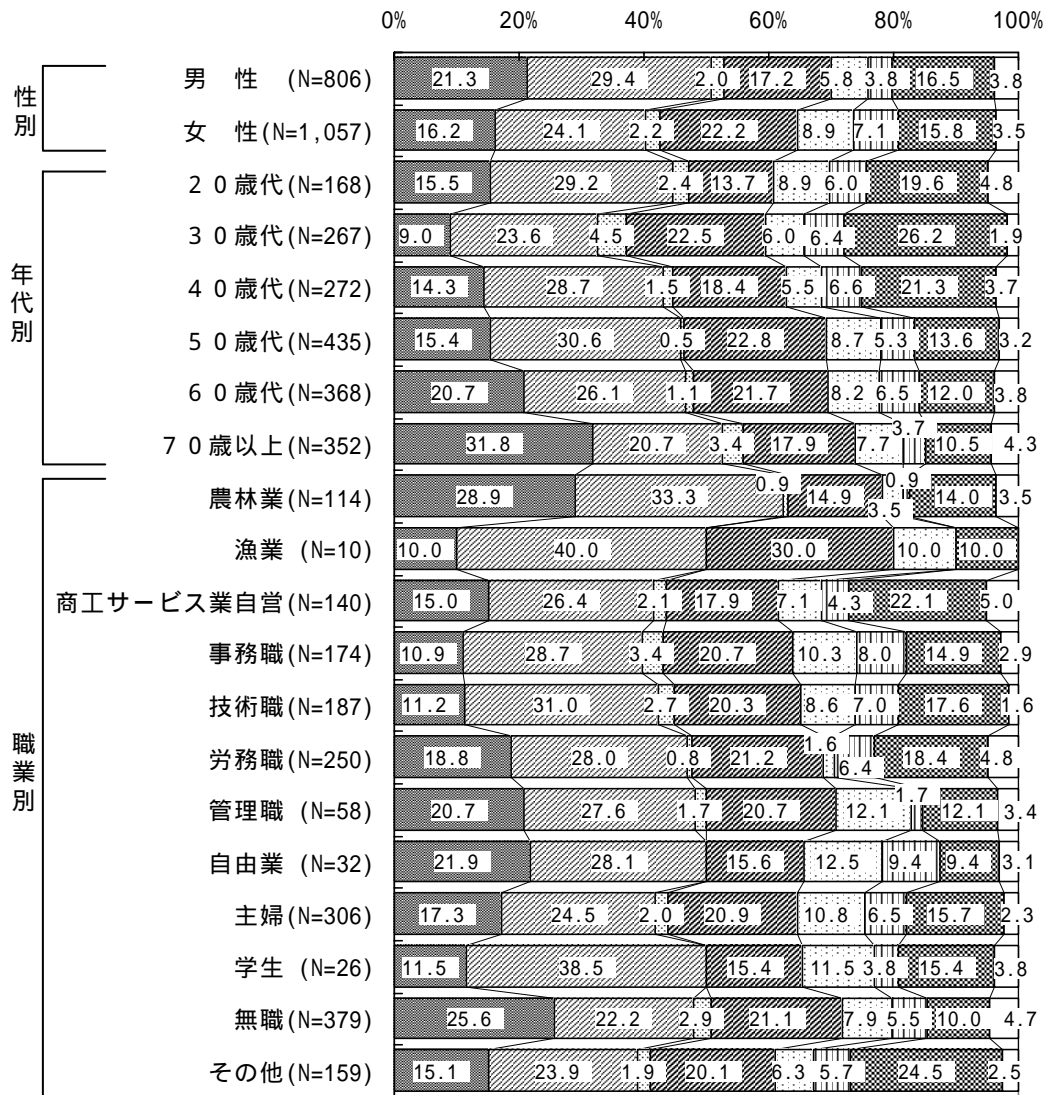 0% 20% 40% 60% 80% 100%
性別
男 性 (N=806) 21.3 29.4 2.0 17.2 5.8 3.8 16.5 3.8
女 性(N=1,057) 16.2 24.1 2.2 22.2 8.9 7.1 15.8 3.5
年代別
20歳代(N=168) 15.5 29.2 2.4 13.7 8.9 6.0 19.6 4.8
30歳代(N=267) 9.0 23.6 4.5 22.5 6.0 6.4 26.2 1.9
40歳代(N=272) 14.3 28.7 1.5 18.4 5.5 6.6 21.3 3.7
50歳代(N=435) 15.4 30.6 0.5 22.8 8.7 5.3 13.6 3.2
60歳代(N=368) 20.7 26.1 1.1 21.7 8.2 6.5 12.0 3.8
70歳以上(N=352) 31.8 20.7 3.4 17.9 7.7 3.7 10.5 4.3
職業別
農林業(N=114) 28.9 33.3 0.9 14.9 3.5 0.9 14.0 3.5
漁業 (N=10) 10.0 40.0 30.0 10.0 10.0
商工サービス業自営(N=140) 15.0 26.4 2.1 17.9 7.1 4.3 22.1 5.0
事務職(N=174) 10.9 28.7 3.4 20.7 10.3 8.0 14.9 2.9
技術職(N=187) 11.2 31.0 2.7 20.3 8.6 7.0 17.6 1.6
労務職(N=250) 18.8 28.0 0.8 21.2 1.6 6.4 18.4 4.8
管理職(N=58) 20.7 27.6 1.7 20.7 12.1 1.7 12.1 3.4
自由業(N=32) 21.9 28.1 15.6 12.5 9.4 9.4 3.1
主婦(N=306) 17.3 24.5 2.0 20.9 10.8 6.5 15.7 2.3
学生 (N=26) 11.5 38.5 15.4 11.5 3.8 15.4 3.8
無職(N=379) 25.6 22.2 2.9 21.1 7.9 5.5 10.0 4.7
その他(N=159) 15.1 23.9 1.9 20.1 6.3 5.7 24.5 2.5